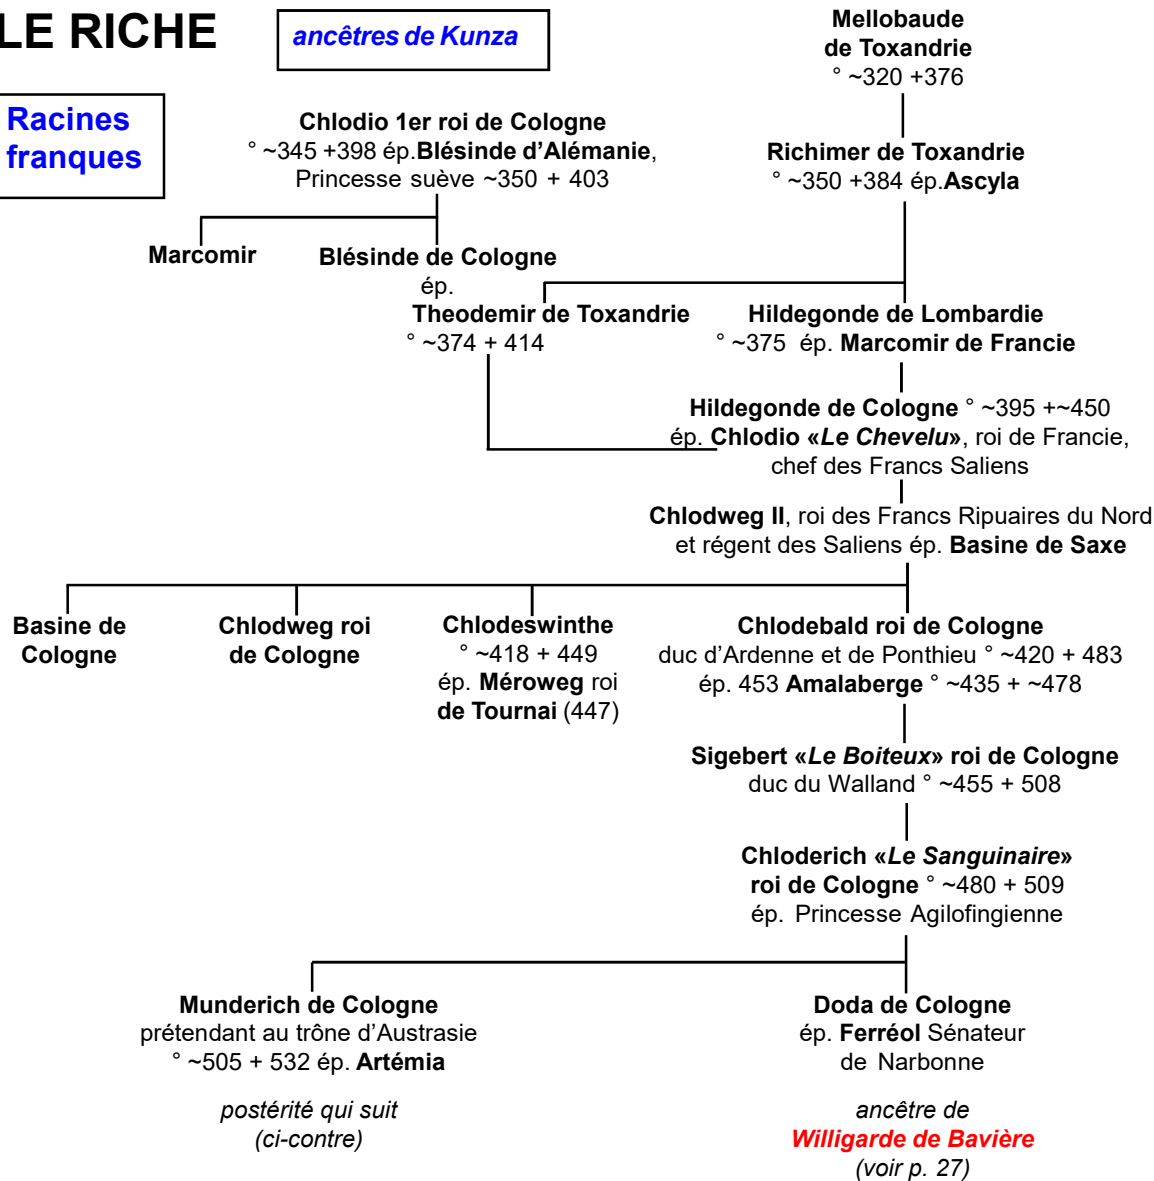 LE RICHE
ancêtres de Kunza
Racines
franques
Mellobaude
de Toxandrie
° ~320 +376
Chlodio 1er roi de Cologne
° ~345 +398 ép.Blésinde d'Alémanie,
Princesse suève ~350 + 403
Richimer de Toxandrie
° ~350 +384 ép.Ascyla
Marcomir
Blésinde de Cologne
ép.
Theodemir de Toxandrie
° ~374 + 414
Hildegonde de Lombardie
° ~375 ép. Marcomir de Francie
Hildegonde de Cologne ° ~395 +~450
ép. Chlodio «Le Chevelu», roi de Francie,
chef des Francs Saliens
Chlodweg II, roi des Francs Ripuaires du Nord
et régent des Saliens ép. Basine de Saxe
Basine de
Cologne
Chlodweg roi
de Cologne
Chlodeswinthe
° ~418 + 449
ép. Méroweg roi
de Tournai (447)
Chlodebald roi de Cologne
duc d'Ardenne et de Ponthieu ° ~420 + 483
ép. 453 Amalaberge ° ~435 + ~478
Sigebert «Le Boiteux» roi de Cologne
duc du Walland ° ~455 + 508
Chloderich «Le Sanguinaire»
roi de Cologne ° ~480 + 509
ép. Princesse Agilofingienne
Munderich de Cologne
prétendant au trône d'Austrasie
° ~505 + 532 ép. Artémia
postérité qui suit
(ci-contre)
Doda de Cologne
ép. Ferréol Sénateur
de Narbonne
ancêtre de
Willigarde de Bavière
(voir p. 27)